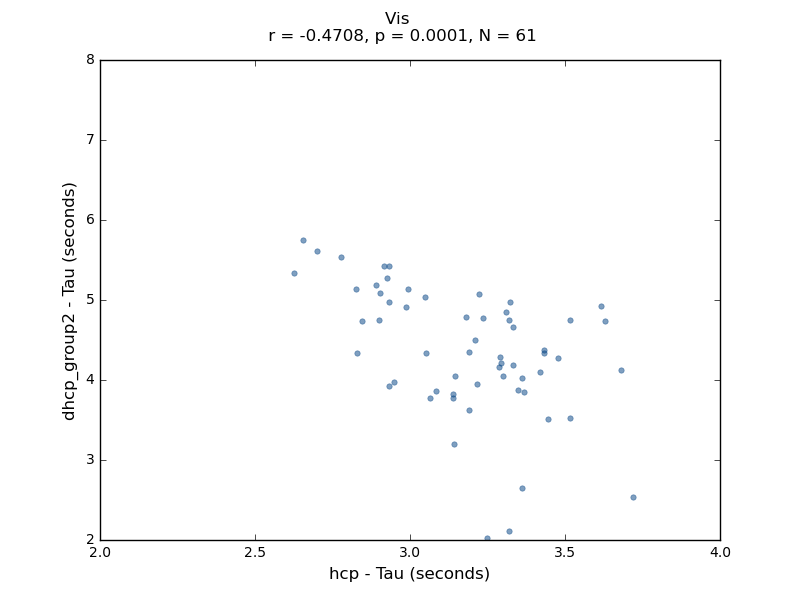 Vis
r = -0.4708, p = 0.0001, N = 61
8
7
6
5
4
3
2
dhcp_group2 - Tau (seconds)
2.0 2.5 3.0 3.5 4.0
hcp - Tau (seconds)